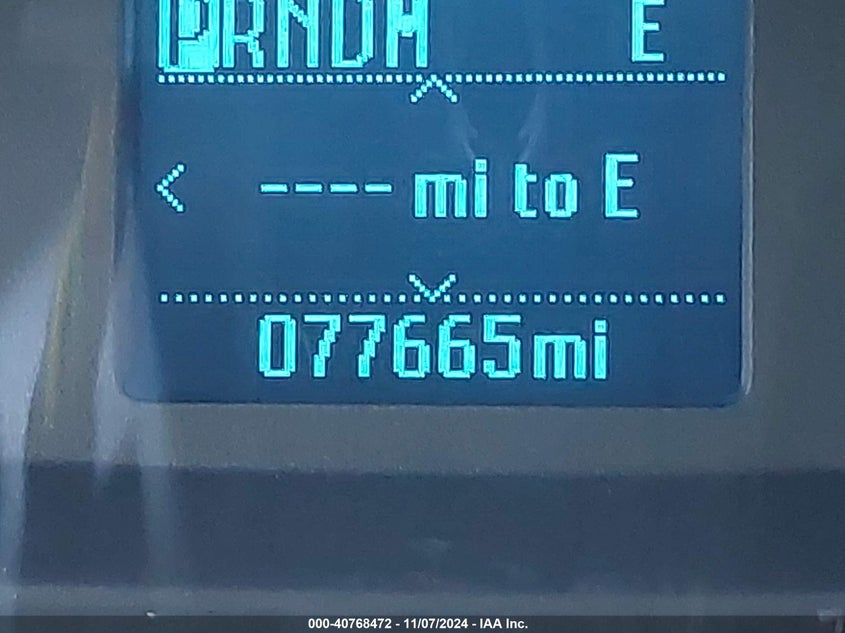 PRNDM E
< ---- mi to E
077665mi
000-40768472 - 11/07/2024 - IAA Inc.